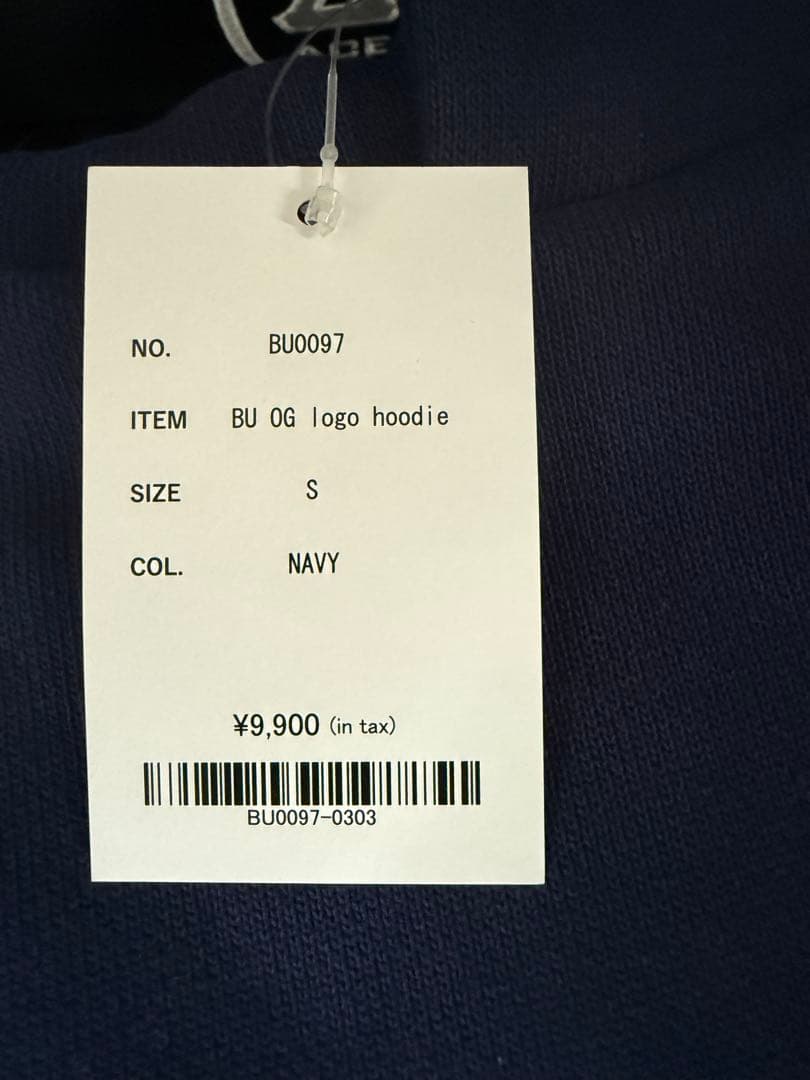 NO. BU0097
ITEM BU OG logo hoodie
SIZE S
COL. NAVY
¥9,900 (in tax)
BU0097-0303